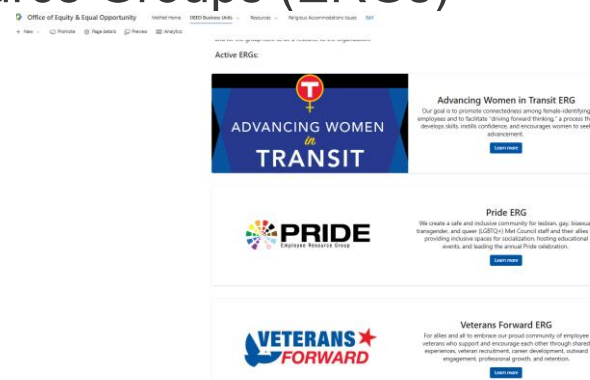 urce Groups (ERGs)
Office of Equity & Equal Opportunity MetNet Home OEEO Business Units Resources Religious Accommodations Issues Edit
+ New Promote Page details Preview Analytics
Active ERGs:
T
ADVANCING WOMEN
in
TRANSIT
Advancing Women in Transit ERG
Our goal is to promote connectedness among female-identifying
employees and to facilitate "driving forward thinking," a process th
develops skills, instills confidence, and encourages women to seek
advancement.
Learn more
PRIDE
Employee Resource Group
Pride ERG
We create a safe and inclusive community for lesbian, gay, bisexua
transgender, and queer (LGBTQ+) Met Council staff and their allies
providing inclusive spaces for socialization, hosting educational
events, and leading the annual Pride celebration.
Learn more
VETERANS
FORWARD
Veterans Forward ERG
For allies and all to embrace our proud community of employee
veterans who support and encourage each other through shared
experiences, veteran recruitment, career development, outward
engagement, professional growth, and retention.
Learn more